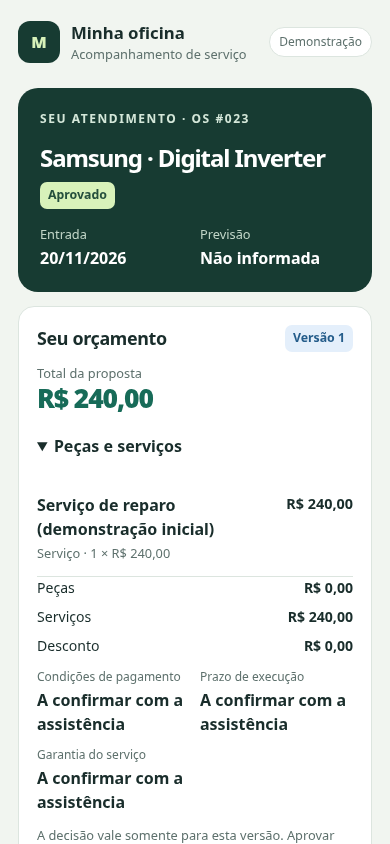 M
Minha oficina
Acompanhamento de serviço
Demonstração
SEU ATENDIMENTO · OS #023
Samsung · Digital Inverter
Aprovado
Entrada
Previsão
20/11/2026
Não informada
Seu orçamento
Versão 1
Total da proposta
R$ 240,00
▼ Peças e serviços
Serviço de reparo
(demonstração inicial)
R$ 240,00
Serviço · 1 × R$ 240,00
Peças
R$ 0,00
Serviços
R$ 240,00
Desconto
R$ 0,00
Condições de pagamento
A confirmar com a
assistência
Prazo de execução
A confirmar com a
assistência
Garantia do serviço
A confirmar com a
assistência
A decisão vale somente para esta versão. Aprovar